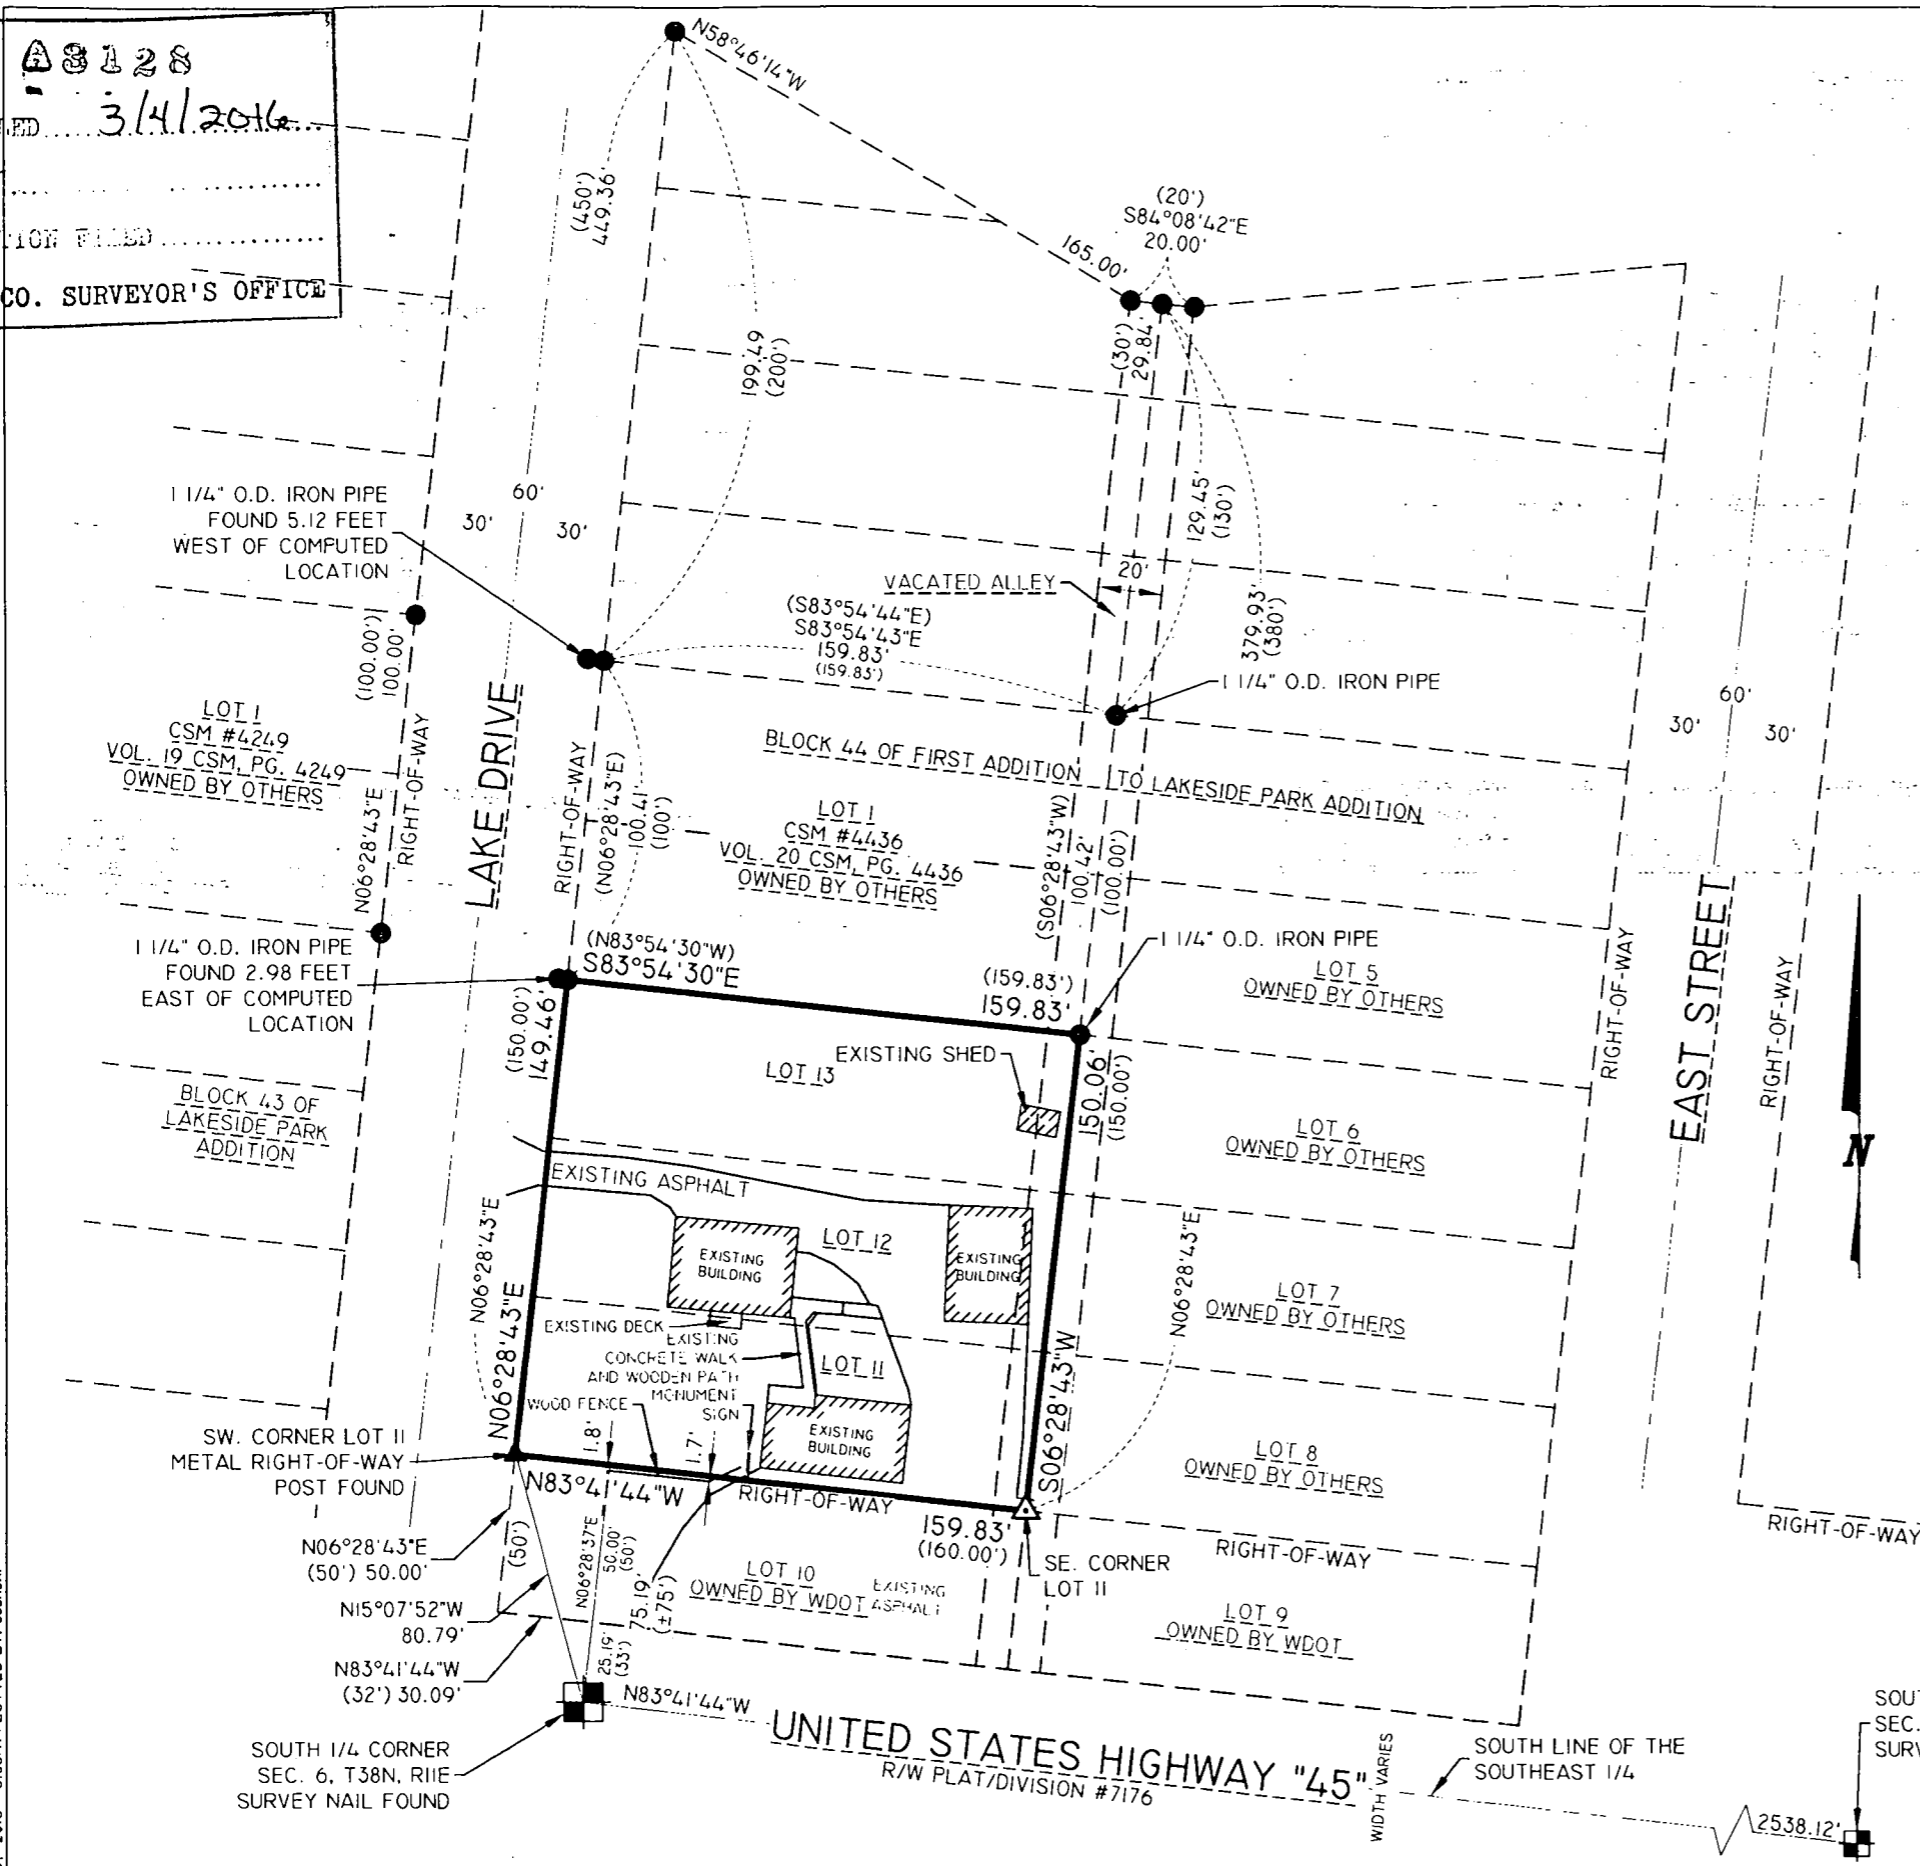 A3128
3/4/2016
CO. SURVEYOR'S OFFICE
N58°46'14"W
165.00'
(20')
S84°08'42"E
20.00'
(450')
449.36'
199.49
(200')
(30')
29.84'
129.45'
(130')
379.93'
(380')
1 1/4" O.D. IRON PIPE
FOUND 5.12 FEET
WEST OF COMPUTED
LOCATION
60'
30'
30'
VACATED ALLEY
20'
(S83°54'44"E)
S83°54'43"E
159.83'
(159.83')
1 1/4" O.D. IRON PIPE
(100.00')
100.00'
LOT 1
CSM #4249
VOL. 19 CSM, PG. 4249
OWNED BY OTHERS
N06°28'43"E
RIGHT-OF-WAY
LAKE DRIVE
RIGHT-OF-WAY
(N06°28'43"E)
100.41'
(100')
BLOCK 44 OF FIRST ADDITION TO LAKESIDE PARK ADDITION
LOT 1
CSM #4436
VOL. 20 CSM, PG. 4436
OWNED BY OTHERS
(S06°28'43"W)
100.42'
(100.00')
60'
30'
30'
EAST STREET
RIGHT-OF-WAY
RIGHT-OF-WAY
N
1 1/4" O.D. IRON PIPE
FOUND 2.98 FEET
EAST OF COMPUTED
LOCATION
(N83°54'30"W)
S83°54'30"E
(159.83')
159.83'
1 1/4" O.D. IRON PIPE
LOT 5
OWNED BY OTHERS
(150.00')
149.46'
LOT 13
EXISTING SHED
150.06'
(150.00')
BLOCK 43 OF
LAKESIDE PARK
ADDITION
LOT 6
OWNED BY OTHERS
EXISTING ASPHALT
N06°28'43"E
N06°28'43"E
LOT 12
EXISTING
BUILDING
EXISTING
BUILDING
N06°28'43"E
LOT 7
OWNED BY OTHERS
EXISTING DECK
EXISTING
CONCRETE WALK
AND WOODEN PATH
MONUMENT
SIGN
WOOD FENCE
LOT 11
S06°28'43"W
1.8'
1.7'
EXISTING
BUILDING
LOT 8
OWNED BY OTHERS
SW. CORNER LOT 11
METAL RIGHT-OF-WAY
POST FOUND
N83°41'44"W
RIGHT-OF-WAY
159.83'
(160.00')
SE. CORNER
LOT 11
RIGHT-OF-WAY
RIGHT-OF-WAY
N06°28'43"E
(50') 50.00'
(50')
N06°28'37"E
50.00'
(50')
75.19'
(±75')
LOT 10
OWNED BY WDOT
EXISTING
ASPHALT
LOT 9
OWNED BY WDOT
N15°07'52"W
80.79'
N83°41'44"W
(32') 30.09'
25.19'
(33')
N83°41'44"W
SOUTH 1/4 CORNER
SEC. 6, T38N, R11E
SURVEY NAIL FOUND
UNITED STATES HIGHWAY "45"
R/W PLAT/DIVISION #7176
WIDTH VARIES
SOUTH LINE OF THE
SOUTHEAST 1/4
2538.12'
SEC.